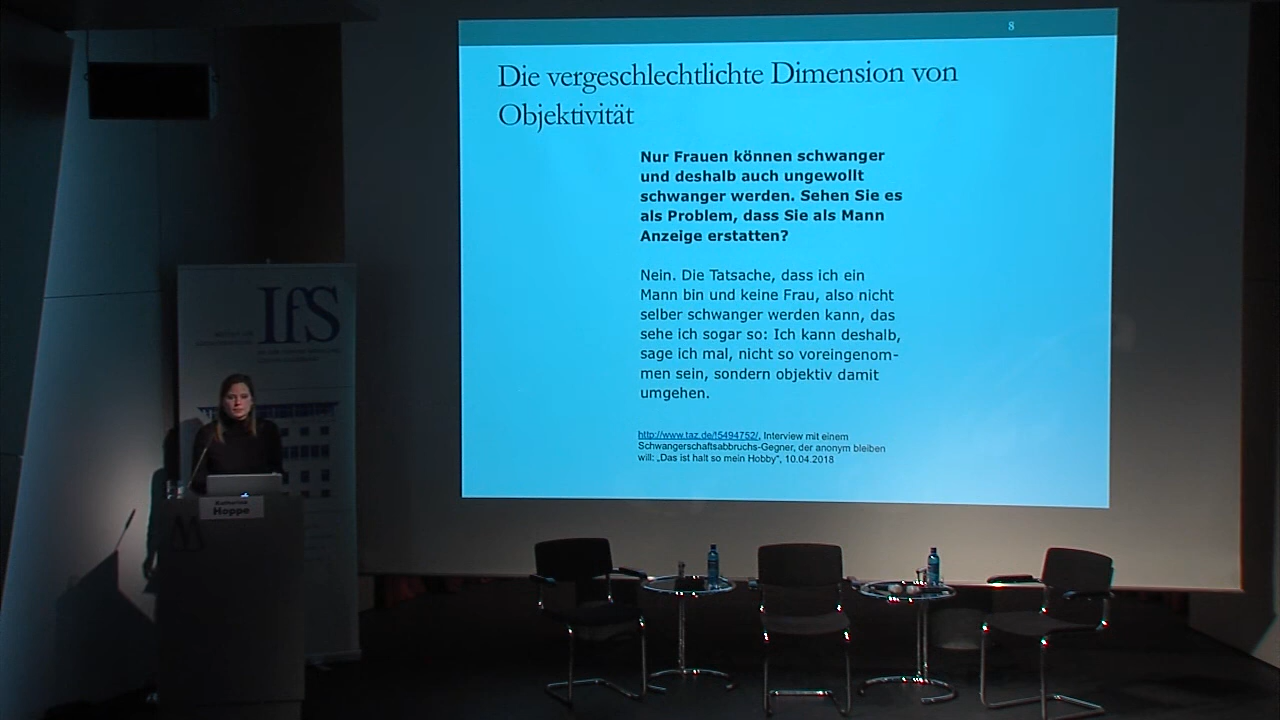 8
Die vergeschlechtlichte Dimension von
Objektivität
Nur Frauen können schwanger
und deshalb auch ungewollt
schwanger werden. Sehen Sie es
als Problem, dass Sie als Mann
Anzeige erstatten?
Nein. Die Tatsache, dass ich ein
Mann bin und keine Frau, also nicht
selber schwanger werden kann, das
sehe ich sogar so: Ich kann deshalb,
sage ich mal, nicht so voreingenom-
men sein, sondern objektiv damit
umgehen.
http://www.taz.de/!5494752/, Interview mit einem
Schwangerschaftsabbruchs-Gegner, der anonym bleiben
will: „Das ist halt so mein Hobby“, 10.04.2018
IfS
Katharina
Hoppe